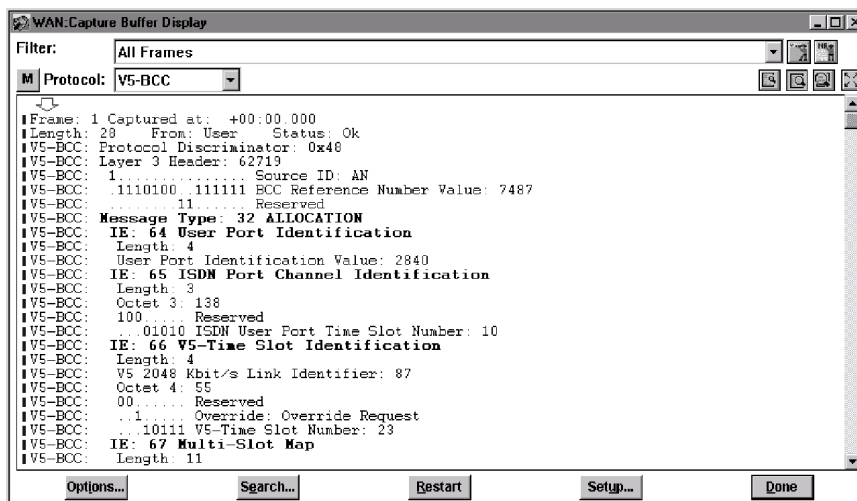 WAN:Capture Buffer Display
Filter: All Frames
M Protocol: V5-BCC
Frame: 1 Captured at: +00:00.000
Length: 28 From: User Status: Ok
V5-BCC: Protocol Discriminator: 0x48
V5-BCC: Layer 3 Header: 62719
V5-BCC: 1............... Source ID: AN
V5-BCC: .1110100..111111 BCC Reference Number Value: 7487
V5-BCC: ........11...... Reserved
V5-BCC: Message Type: 32 ALLOCATION
V5-BCC: IE: 64 User Port Identification
V5-BCC: Length: 4
V5-BCC: User Port Identification Value: 2840
V5-BCC: IE: 65 ISDN Port Channel Identification
V5-BCC: Length: 3
V5-BCC: Octet 3: 138
V5-BCC: 100..... Reserved
V5-BCC: ...01010 ISDN User Port Time Slot Number: 10
V5-BCC: IE: 66 V5-Time Slot Identification
V5-BCC: Length: 4
V5-BCC: V5 2048 Kbit/s Link Identifier: 87
V5-BCC: Octet 4: 55
V5-BCC: 00...... Reserved
V5-BCC: ..1..... Override: Override Request
V5-BCC: ...10111 V5-Time Slot Number: 23
V5-BCC: IE: 67 Multi-Slot Map
V5-BCC: Length: 11
Options... Search... Restart Setup... Done